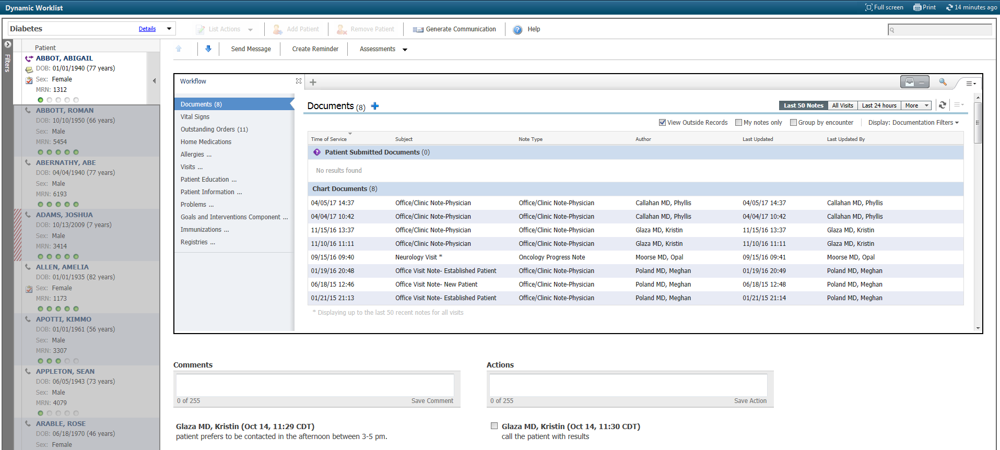 Dynamic Worklist
Full screen Print 14 minutes ago
Diabetes Details List Actions Add Patient Remove Patient Generate Communication Help
Filters
Patient
ABBOT, ABIGAIL
DOB: 01/01/1940 (77 years)
Sex: Female
MRN: 1312
ABBOTT, ROMAN
DOB: 10/10/1950 (66 years)
Sex: Male
MRN: 5454
ABERNATHY, ABE
DOB: 04/04/1940 (77 years)
Sex: Male
MRN: 6193
ADAMS, JOSHUA
DOB: 10/13/2009 (7 years)
Sex: Male
MRN: 3414
ALLEN, AMELIA
DOB: 01/01/1935 (82 years)
Sex: Female
MRN: 1173
APOTTI, KIMMO
DOB: 01/01/1961 (56 years)
Sex: Male
MRN: 3307
APPLETON, SEAN
DOB: 06/05/1943 (73 years)
Sex: Male
MRN: 4079
ARABLE, ROSE
DOB: 06/18/1970 (46 years)
Sex: Female
Send Message Create Reminder Assessments
Workflow
Documents (8)
Vital Signs
Outstanding Orders (11)
Home Medications
Allergies ...
Visits ...
Patient Education ...
Patient Information ...
Problems ...
Goals and Interventions Component ...
Immunizations ...
Registries ...
Documents (8) Last 50 Notes All Visits Last 24 hours More
View Outside Records My notes only Group by encounter Display: Documentation Filters
Time of Service Subject Note Type Author Last Updated Last Updated By
Patient Submitted Documents (0)
No results found
Chart Documents (8)
04/05/17 14:37 Office/Clinic Note-Physician Office/Clinic Note-Physician Callahan MD, Phyllis 04/05/17 14:37 Callahan MD, Phyllis
04/04/17 10:42 Office/Clinic Note-Physician Office/Clinic Note-Physician Callahan MD, Phyllis 04/04/17 10:42 Callahan MD, Phyllis
11/15/16 13:37 Office/Clinic Note-Physician Office/Clinic Note-Physician Glaza MD, Kristin 11/15/16 13:37 Glaza MD, Kristin
11/10/16 11:11 Office/Clinic Note-Physician Office/Clinic Note-Physician Glaza MD, Kristin 11/10/16 11:11 Glaza MD, Kristin
09/15/16 09:40 Neurology Visit * Oncology Progress Note Moorse MD, Opal 09/15/16 09:41 Moorse MD, Opal
01/19/16 20:48 Office Visit Note- Established Patient Office/Clinic Note-Physician Poland MD, Meghan 01/19/16 20:49 Poland MD, Meghan
06/18/15 12:46 Office Visit Note- New Patient Office/Clinic Note-Physician Poland MD, Meghan 06/18/15 12:48 Poland MD, Meghan
01/21/15 21:13 Office Visit Note- Established Patient Office/Clinic Note-Physician Poland MD, Meghan 01/21/15 21:14 Poland MD, Meghan
* Displaying up to the last 50 recent notes for all visits
Comments
0 of 255 Save Comment
Glaza MD, Kristin (Oct 14, 11:29 CDT)
patient prefers to be contacted in the afternoon between 3-5 pm.
Actions
0 of 255 Save Action
Glaza MD, Kristin (Oct 14, 11:30 CDT)
call the patient with results